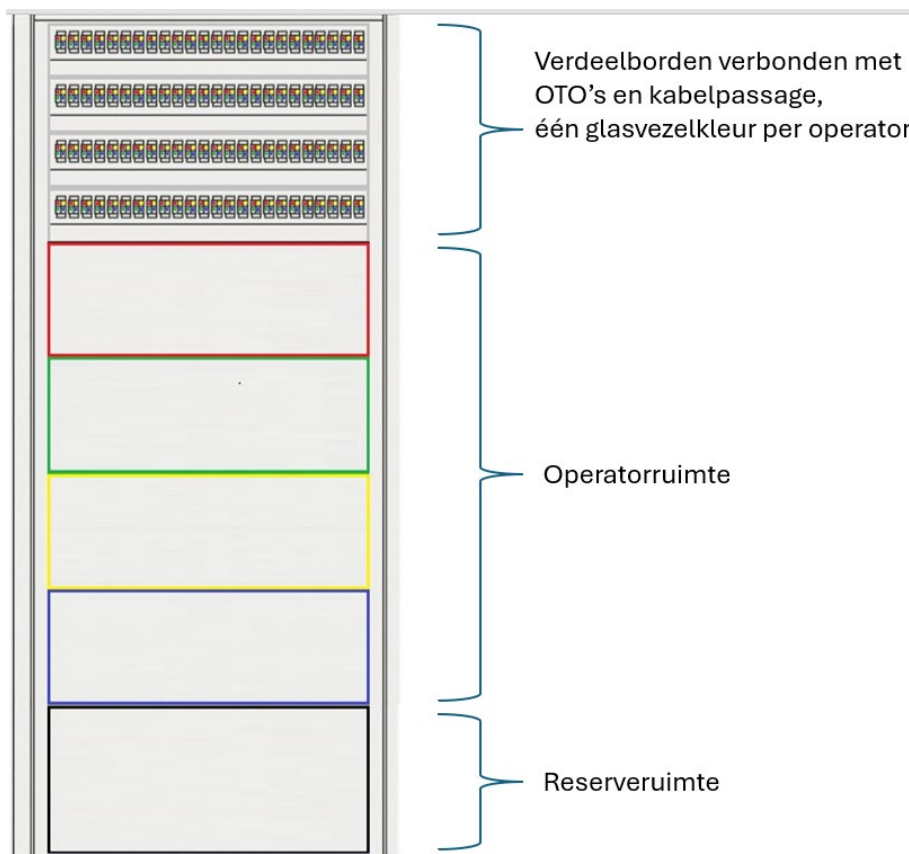 Verdeelborden verbonden met
OTO’s en kabelpassage,
één glasvezelkleur per operator
Operatorruimte
Reserveruimte